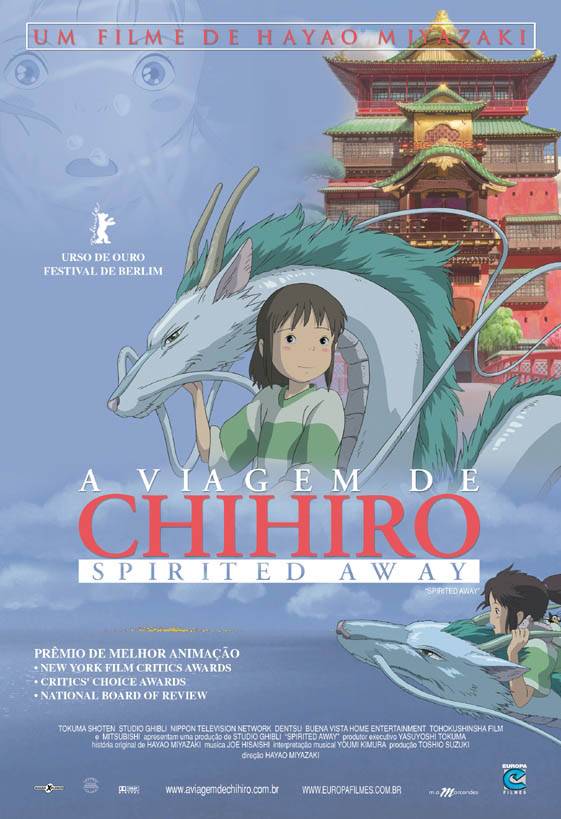 UM FILME DE HAYAO MIYAZAKI
URSO DE OURO
FESTIVAL DE BERLIM
A VIAGEM DE
CHIHIRO
SPIRITED AWAY
"SPIRITED AWAY"
PRÊMIO DE MELHOR ANIMAÇÃO
• NEW YORK FILM CRITICS AWARDS
• CRITICS' CHOICE AWARDS
• NATIONAL BOARD OF REVIEW
TOKUMA SHOTEN STUDIO GHIBLI NIPPON TELEVISION NETWORK DENTSU BUENA VISTA HOME ENTERTAINMENT TOHOKUSHINSHA FILM
e MITSUBISHI apresentam uma produção de STUDIO GHIBLI "SPIRITED AWAY" produtor executivo YASUYOSHI TOKUMA
história original de HAYAO MIYAZAKI musica JOE HISAISHI interpretação musical YOUMI KIMURA produção TOSHIO SUZUKI
direção HAYAO MIYAZAKI
www.aviagemdechihiro.com.br
WWW.EUROPAFILMES.COM.BR
EUROPA
FILMES